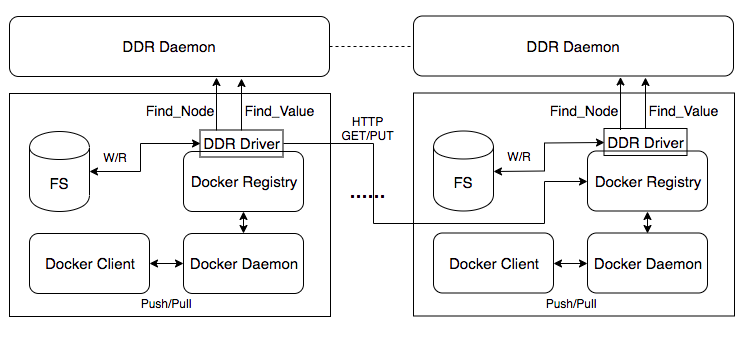 DDR Daemon
DDR Daemon
Find_Node
Find_Value
HTTP
GET/PUT
Find_Node
Find_Value
DDR Driver
DDR Driver
W/R
W/R
FS
Docker Registry
......
FS
Docker Registry
Docker Client
Docker Daemon
Docker Client
Docker Daemon
Push/Pull
Push/Pull